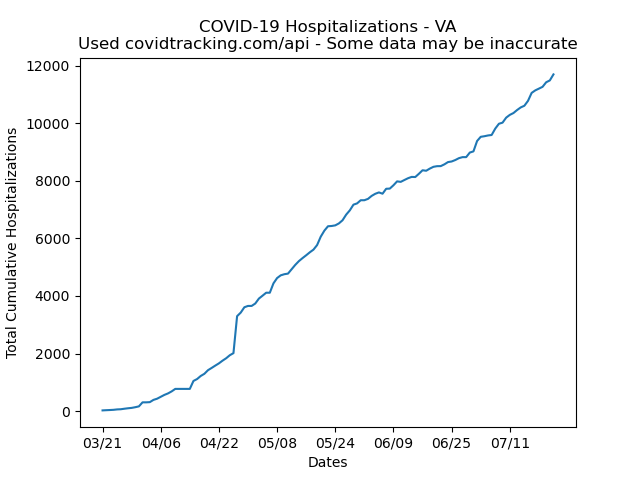 COVID-19 Hospitalizations - VA
Used covidtracking.com/api - Some data may be inaccurate
12000
10000
8000
6000
4000
2000
0
Total Cumulative Hospitalizations
03/21 04/06 04/22 05/08 05/24 06/09 06/25 07/11
Dates